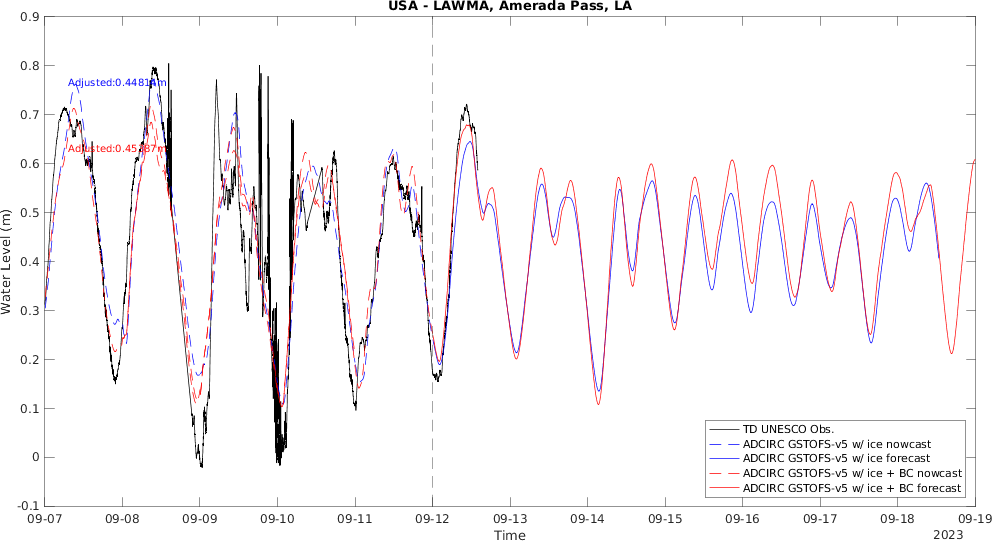 USA - LAWMA, Amerada Pass, LA
0.9
0.8
0.7
0.6
0.5
0.4
0.3
0.2
0.1
0
-0.1
Water Level (m)
Adjusted:0.44814m
TD UNESCO Obs.
ADCIRC GSTOFS-v5 w/ ice nowcast
ADCIRC GSTOFS-v5 w/ ice forecast
ADCIRC GSTOFS-v5 w/ ice + BC nowcast
ADCIRC GSTOFS-v5 w/ ice + BC forecast
09-07 09-08 09-09 09-10 09-11 09-12 09-13 09-14 09-15 09-16 09-17 09-18 09-19
Time
2023